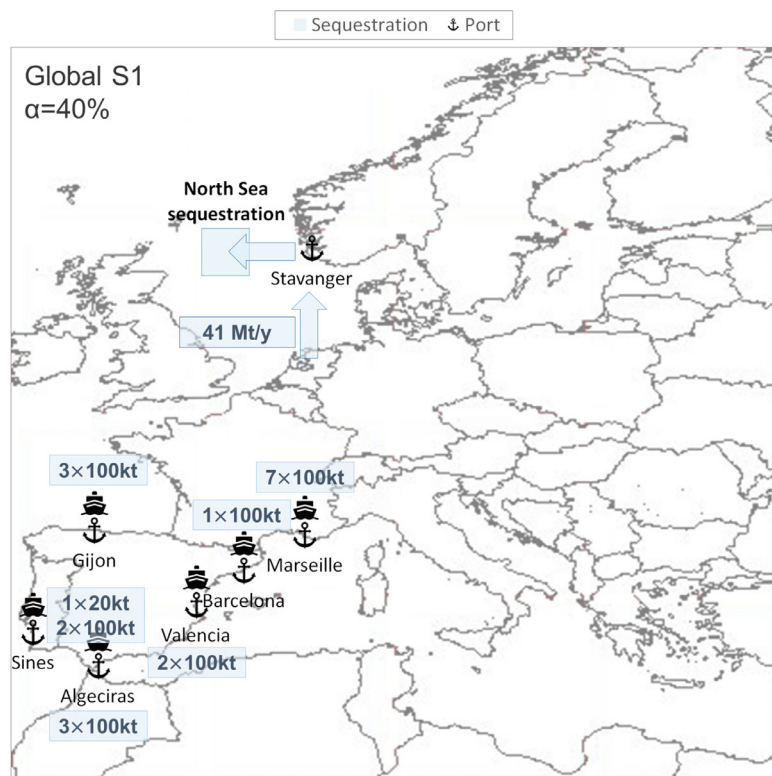 Sequestration Port
Global S1
α=40%
North Sea
sequestration
Stavanger
41 Mt/y
3×100kt
7×100kt
1×100kt
Gijon
Marseille
Barcelona
1×20kt
2×100kt
Valencia
Sines
2×100kt
Algeciras
3×100kt